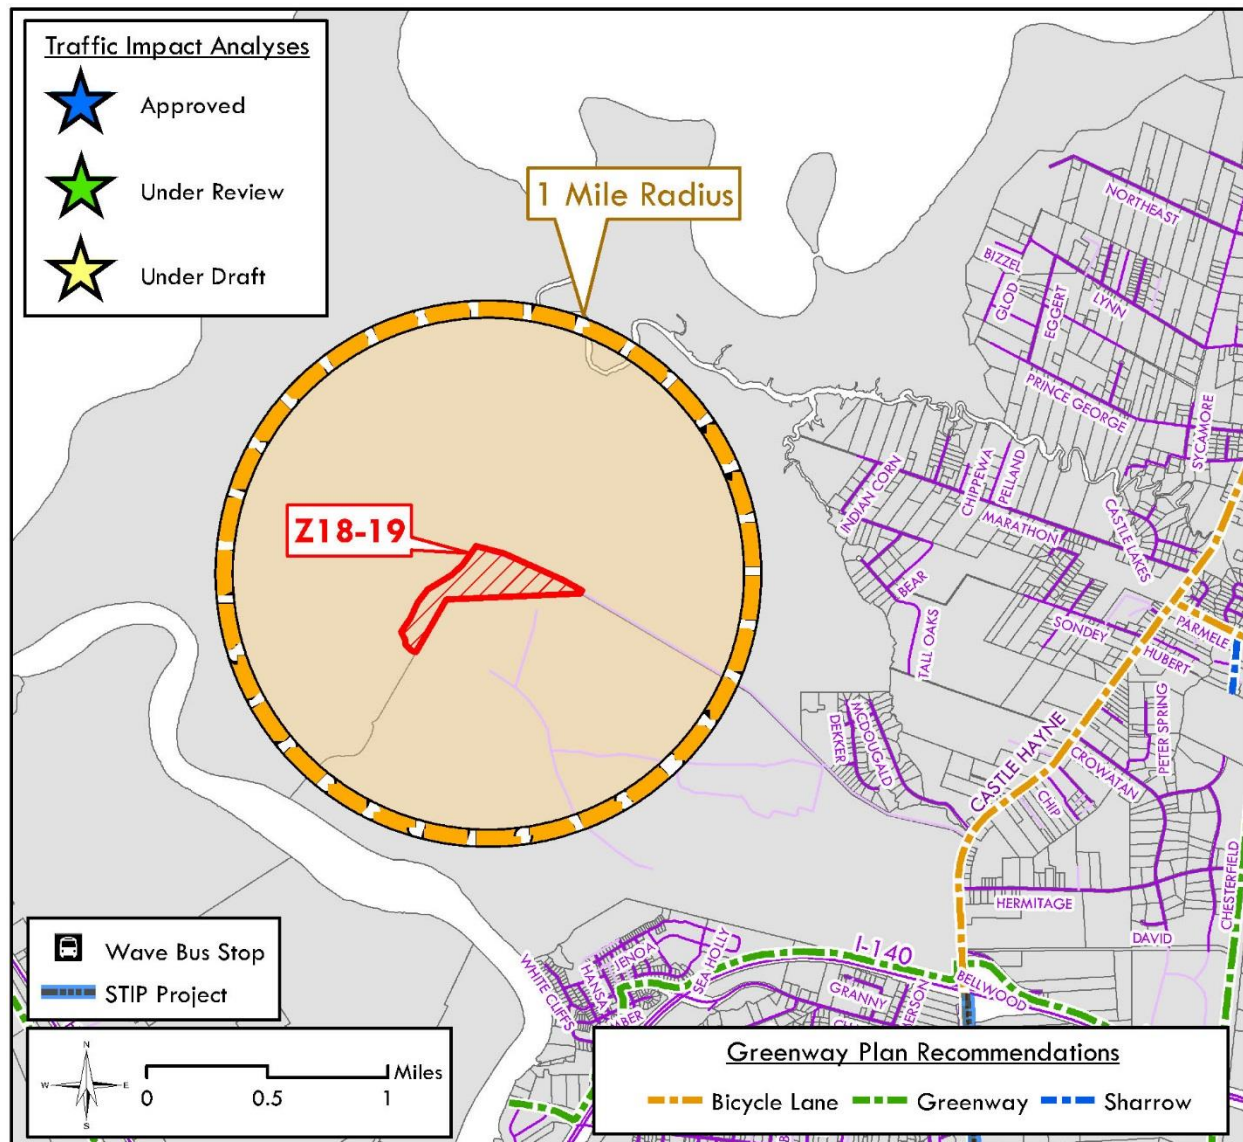 Traffic Impact Analyses
Approved
Under Review
Under Draft
1 Mile Radius
NORTHEAST
BIZZEL
GLOD
EGGERT
LYNN
PRINCE GEORGE
SYCAMORE
INDIAN CORN
CHIPPEWA
PELLAND
MARATHON
CASTLE LAKES
Z18-19
BEAR
TALL OAKS
SONDEY
HUBERT
PARMELE
DEKKER
MCDOUGALD
CASTLE HAYNE
PETER SPRING
CROWATAN
CHIP
HERMITAGE
DAVID
CHESTERFIELD
I-140
WHITE CLIFFS
HANSA
SEA HOLLY
GRANNY
BELLWOOD
Wave Bus Stop
STIP Project
N
W
E
S
Miles
0
0.5
1
Greenway Plan Recommendations
Bicycle Lane
Greenway
Sharrow